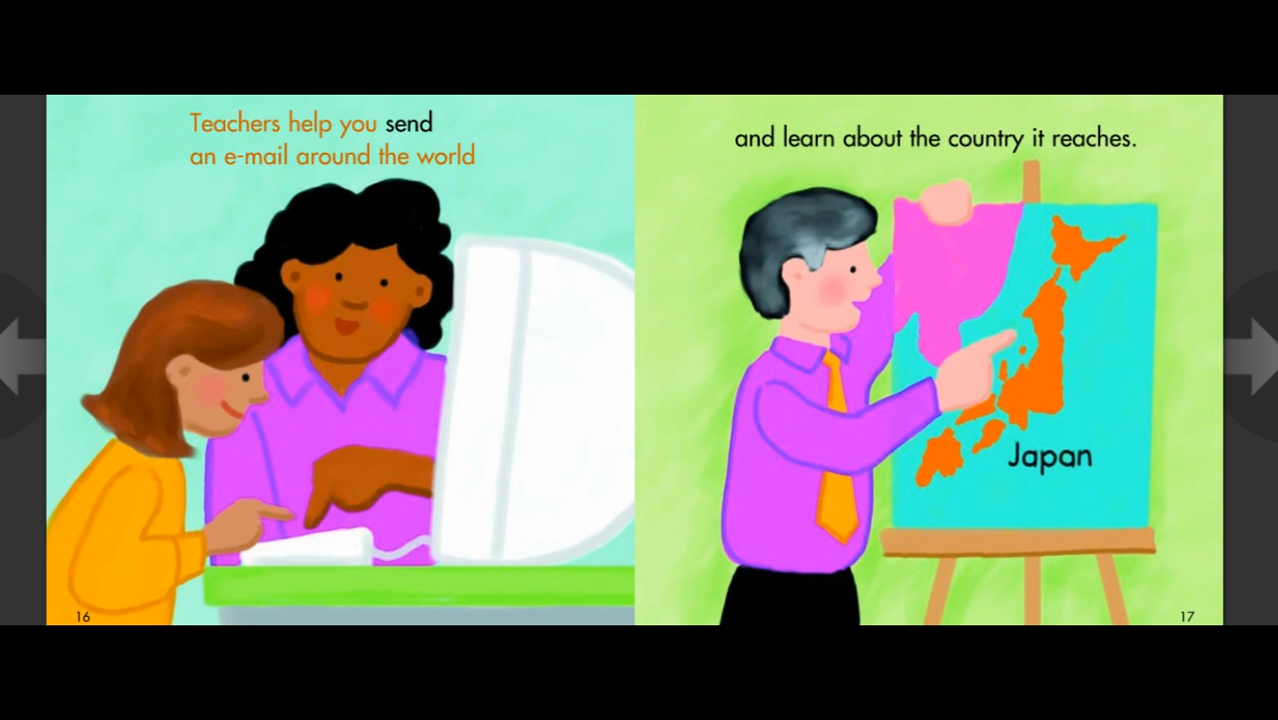 Teachers help you send
an e-mail around the world
and learn about the country it reaches.
Japan
16
17